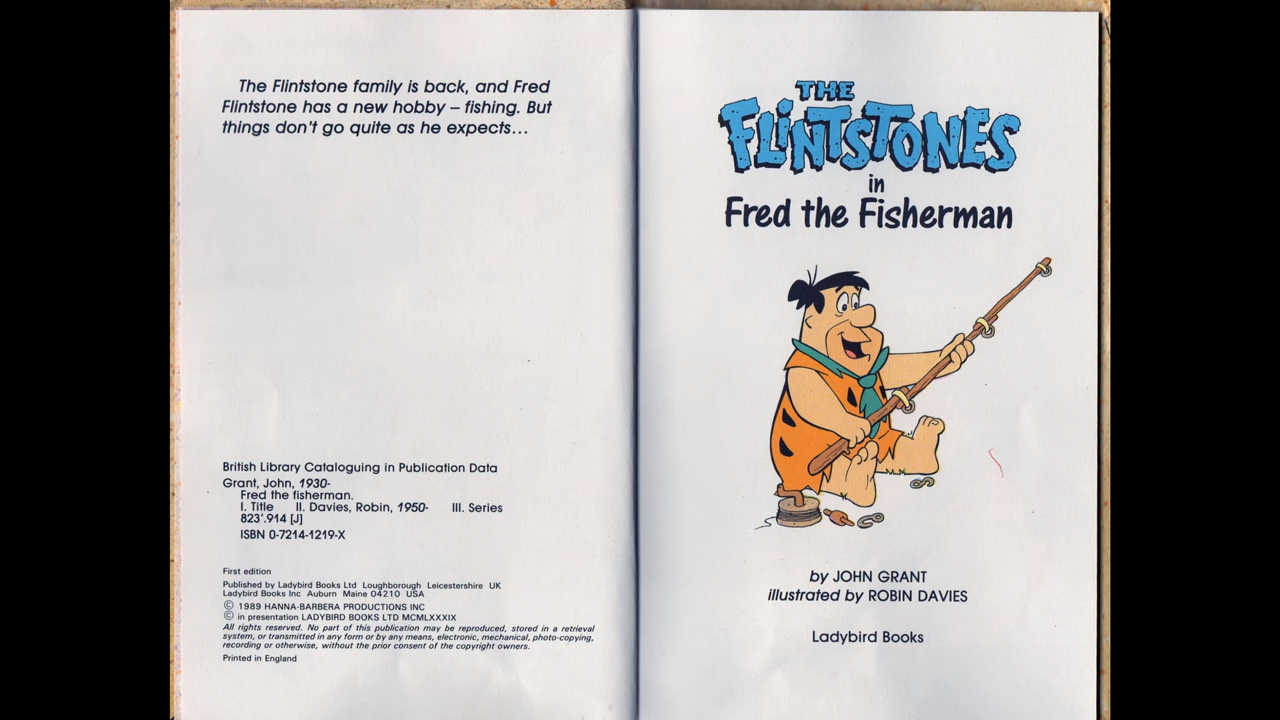 The Flintstone family is back, and Fred
Flintstone has a new hobby – fishing. But
things don't go quite as he expects...
British Library Cataloguing in Publication Data
Grant, John, 1930-
Fred the fisherman.
I. Title II. Davies, Robin, 1950- III. Series
823'.914 [J]
ISBN 0-7214-1219-X
First edition
Published by Ladybird Books Ltd Loughborough Leicestershire UK
Ladybird Books Inc Auburn Maine 04210 USA
© 1989 HANNA-BARBERA PRODUCTIONS INC
© in presentation LADYBIRD BOOKS LTD MCMLXXXIX
All rights reserved. No part of this publication may be reproduced, stored in a retrieval
system, or transmitted in any form or by any means, electronic, mechanical, photo-copying,
recording or otherwise, without the prior consent of the copyright owners.
Printed in England
THE
FLINTSTONES
in
Fred the Fisherman
by JOHN GRANT
illustrated by ROBIN DAVIES
Ladybird Books